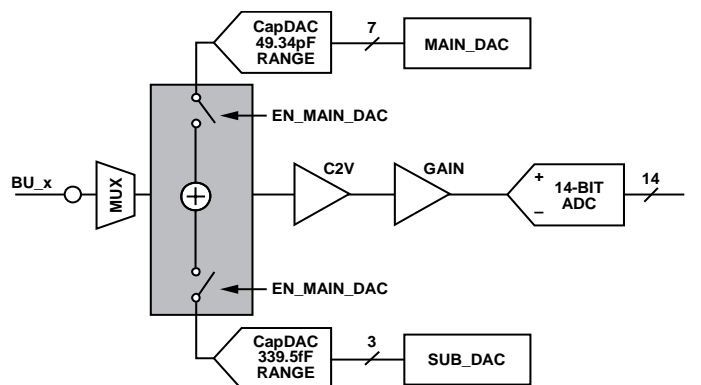 CapDAC
49.34pF
RANGE
7
MAIN_DAC
EN_MAIN_DAC
BU_x
MUX
+
C2V
GAIN
+
–
14-BIT
ADC
14
EN_MAIN_DAC
CapDAC
339.5fF
RANGE
3
SUB_DAC